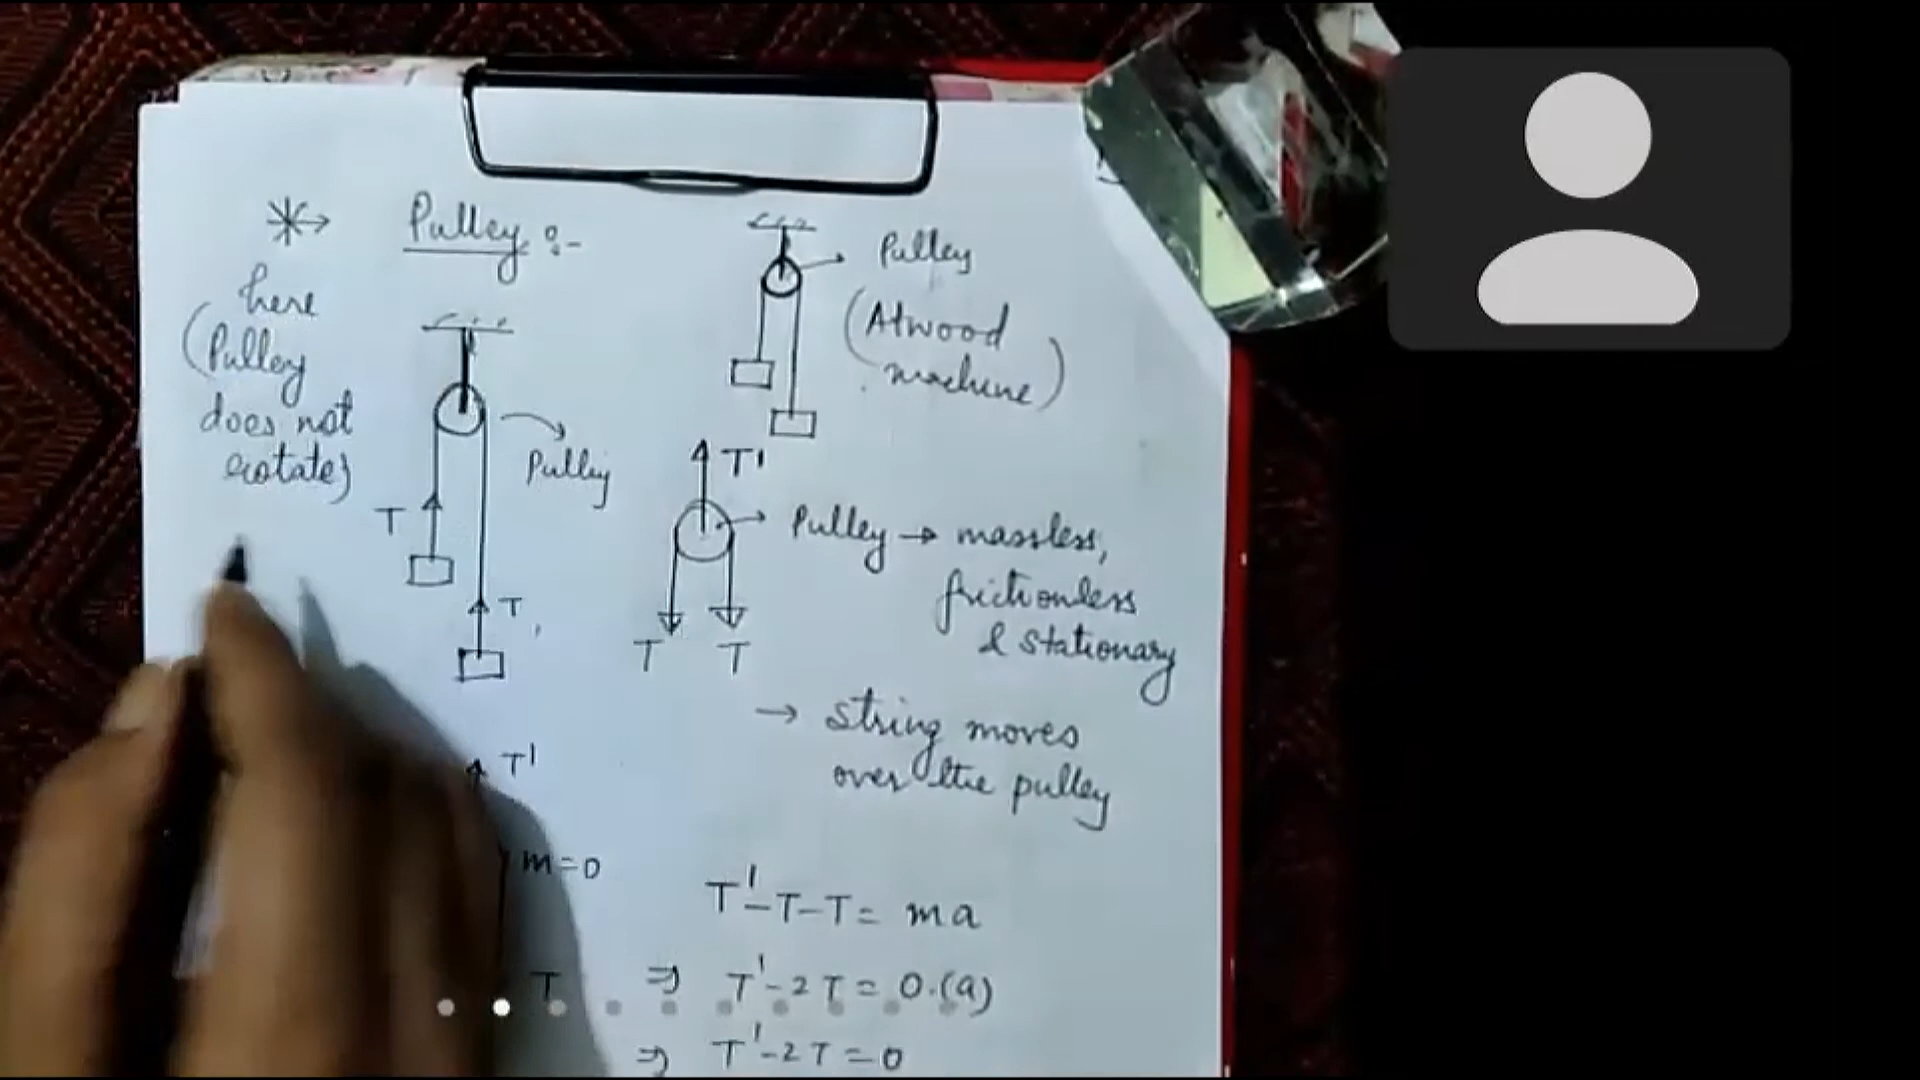 Pulley :-
here
(Pulley
does not
rotate)
Pulley
T
T
Pulley
(Atwood
machine)
T'
Pulley → massless,
frictionless
& stationary
T T
→ String moves
over the pulley
T'
m=0
T
T'-T-T= ma
⇒ T'-2T= 0.(a)
⇒ T'-2T=0